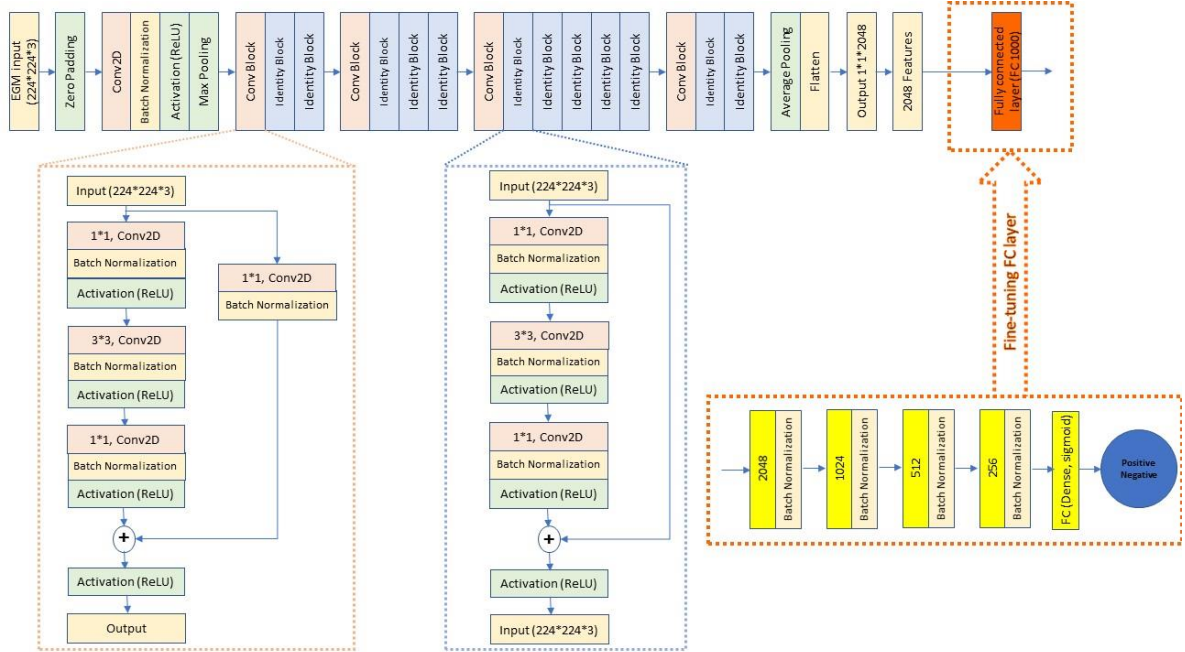 EGM input
(224*224*3)
Zero Padding
Conv2D
Batch Normalization
Activation (ReLU)
Max Pooling
Conv Block
Identity Block
Identity Block
Conv Block
Identity Block
Identity Block
Identity Block
Conv Block
Identity Block
Identity Block
Identity Block
Identity Block
Identity Block
Conv Block
Identity Block
Identity Block
Average Pooling
Flatten
Output 1*1*2048
2048 Features
Fully connected
layer (FC 1000)
Input (224*224*3)
1*1, Conv2D
Batch Normalization
Activation (ReLU)
3*3, Conv2D
Batch Normalization
Activation (ReLU)
1*1, Conv2D
Batch Normalization
Activation (ReLU)
+
Activation (ReLU)
Output
1*1, Conv2D
Batch Normalization
Input (224*224*3)
1*1, Conv2D
Batch Normalization
Activation (ReLU)
3*3, Conv2D
Batch Normalization
Activation (ReLU)
1*1, Conv2D
Batch Normalization
Activation (ReLU)
+
Activation (ReLU)
Input (224*224*3)
Fine-tuning FC layer
2048
Batch Normalization
1024
Batch Normalization
512
Batch Normalization
256
Batch Normalization
FC (Dense, sigmoid)
Positive
Negative